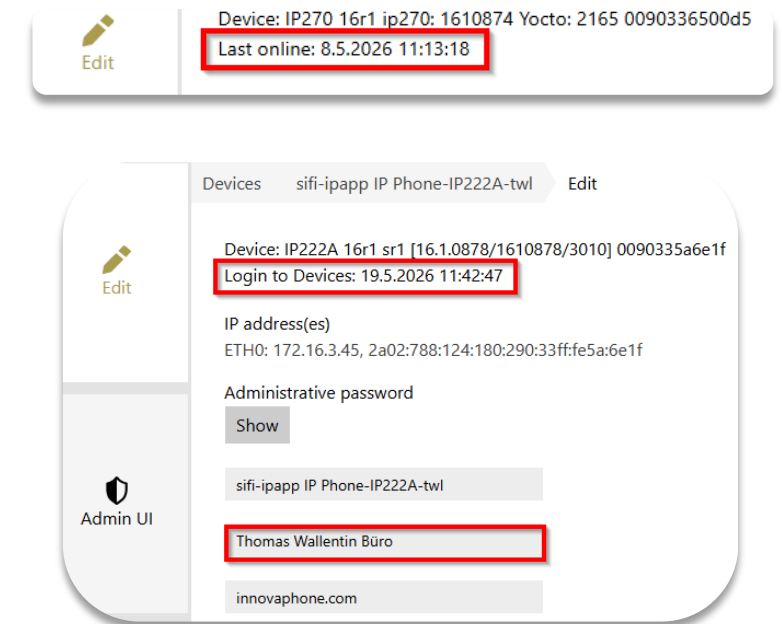 Device: IP270 16r1 ip270: 1610874 Yocto: 2165 0090336500d5
Last online: 8.5.2026 11:13:18
Edit
Devices sifi-ipapp IP Phone-IP222A-twl Edit
Device: IP222A 16r1 sr1 [16.1.0878/1610878/3010] 0090335a6e1f
Login to Devices: 19.5.2026 11:42:47
Edit
IP address(es)
ETH0: 172.16.3.45, 2a02:788:124:180:290:33ff:fe5a:6e1f
Administrative password
Show
sifi-ipapp IP Phone-IP222A-twl
Admin UI
Thomas Wallentin Büro
innovaphone.com